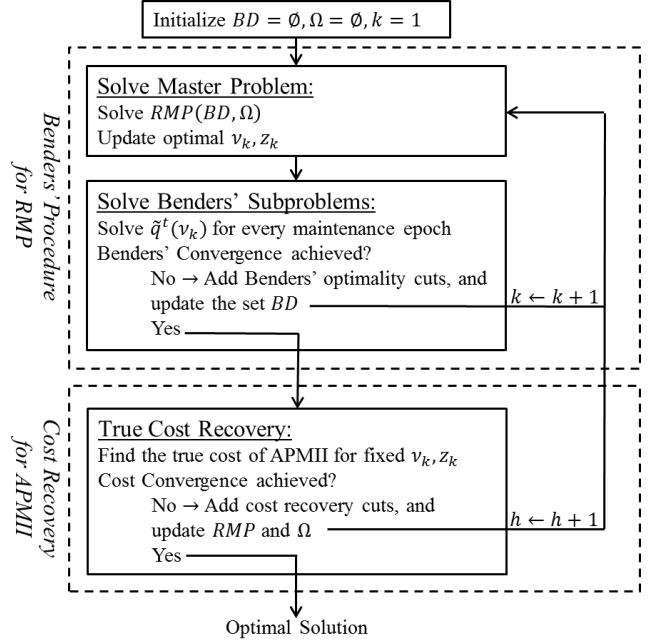 Initialize BD = ∅, Ω = ∅, k = 1
Benders' Procedure
for RMP
Solve Master Problem:
Solve RMP(BD, Ω)
Update optimal ν_k, z_k
Solve Benders' Subproblems:
Solve q̃^t(ν_k) for every maintenance epoch
Benders' Convergence achieved?
No → Add Benders' optimality cuts, and
update the set BD
k ← k + 1
Yes
Cost Recovery
for APMII
True Cost Recovery:
Find the true cost of APMII for fixed ν_k, z_k
Cost Convergence achieved?
No → Add cost recovery cuts, and
update RMP and Ω
h ← h + 1
Yes
Optimal Solution